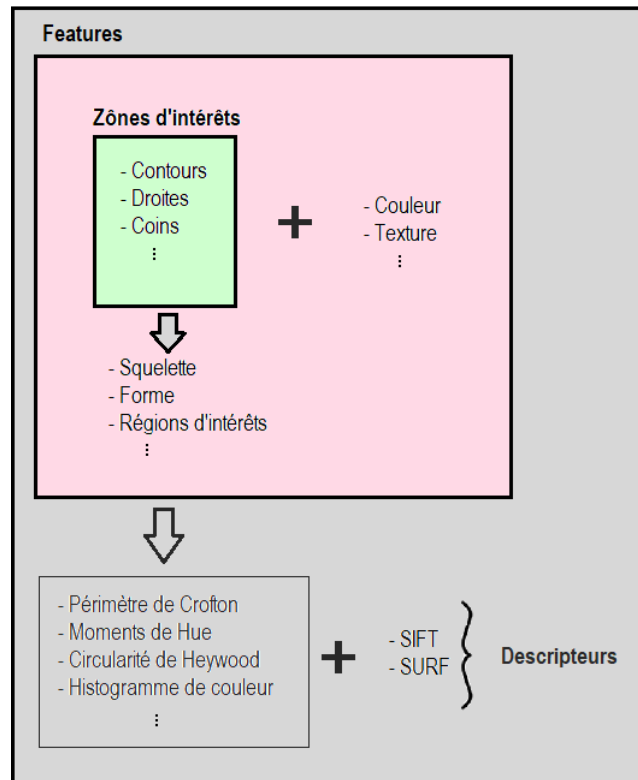 Features
Zônes d'intérêts
- Contours
- Droites
- Coins
⋮
+
- Couleur
- Texture
⋮
- Squelette
- Forme
- Régions d'intérêts
⋮
- Périmètre de Crofton
- Moments de Hue
- Circularité de Heywood
- Histogramme de couleur
⋮
+
- SIFT
- SURF
Descripteurs